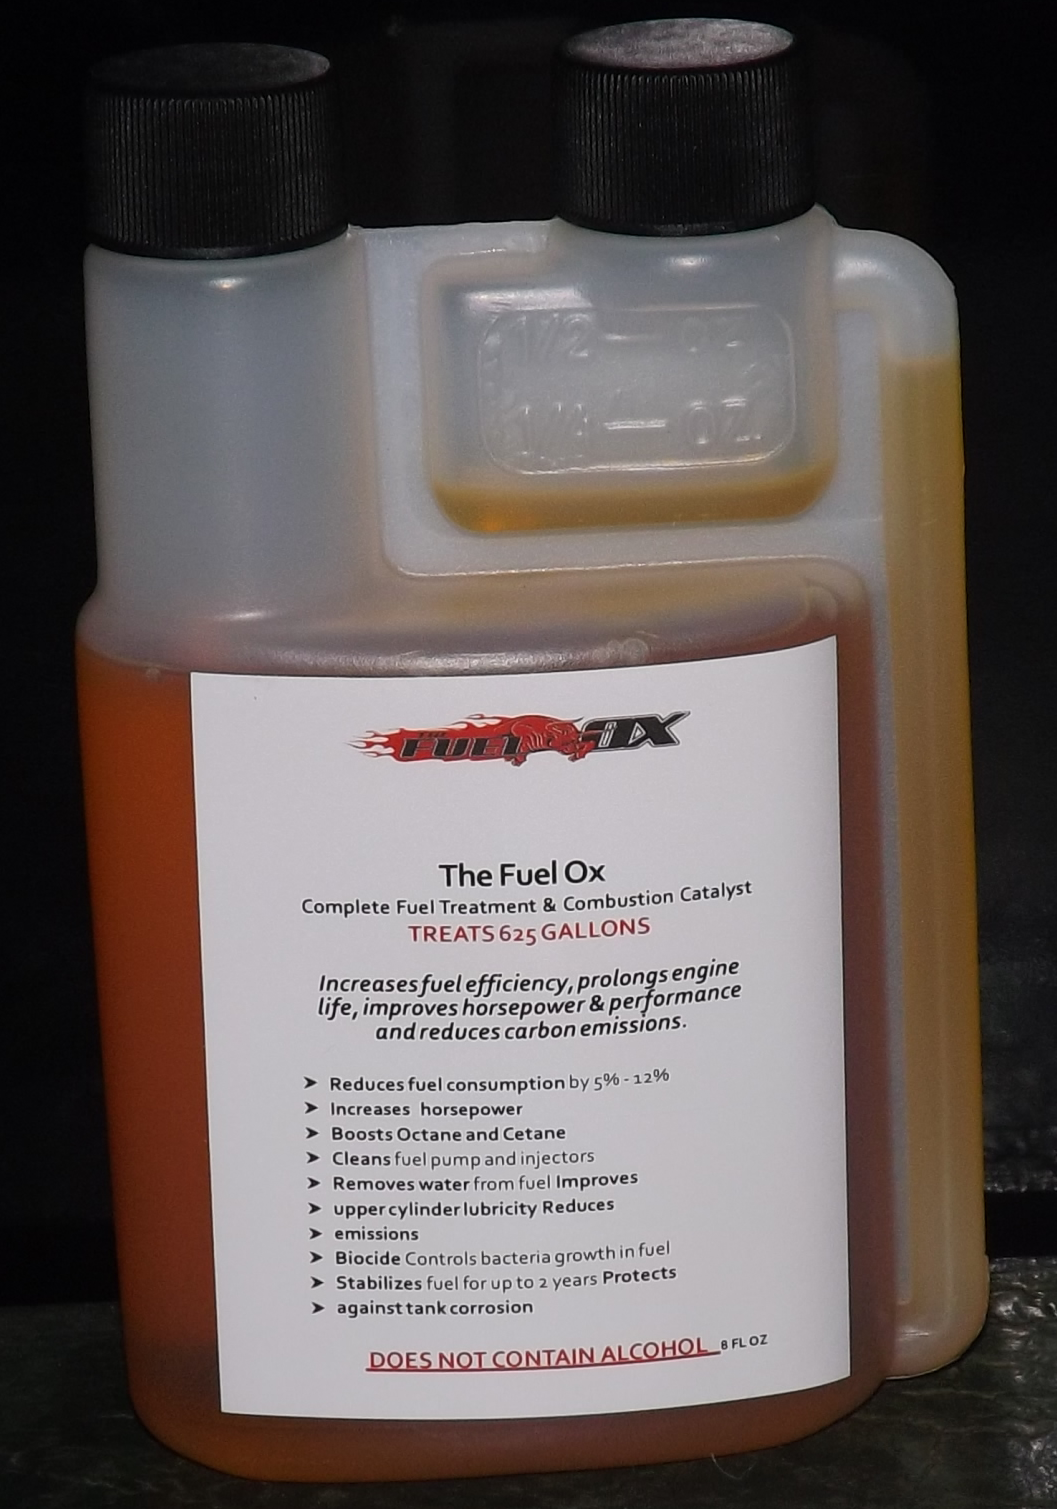 1/2 — OZ
1/4 — OZ
THE FUEL OX
The Fuel Ox
Complete Fuel Treatment & Combustion Catalyst
TREATS 625 GALLONS
Increases fuel efficiency, prolongs engine
life, improves horsepower & performance
and reduces carbon emissions.
➤ Reduces fuel consumption by 5% - 12%
➤ Increases horsepower
➤ Boosts Octane and Cetane
➤ Cleans fuel pump and injectors
➤ Removes water from fuel Improves
➤ upper cylinder lubricity Reduces
➤ emissions
➤ Biocide Controls bacteria growth in fuel
➤ Stabilizes fuel for up to 2 years Protects
➤ against tank corrosion
DOES NOT CONTAIN ALCOHOL 8 FL OZ